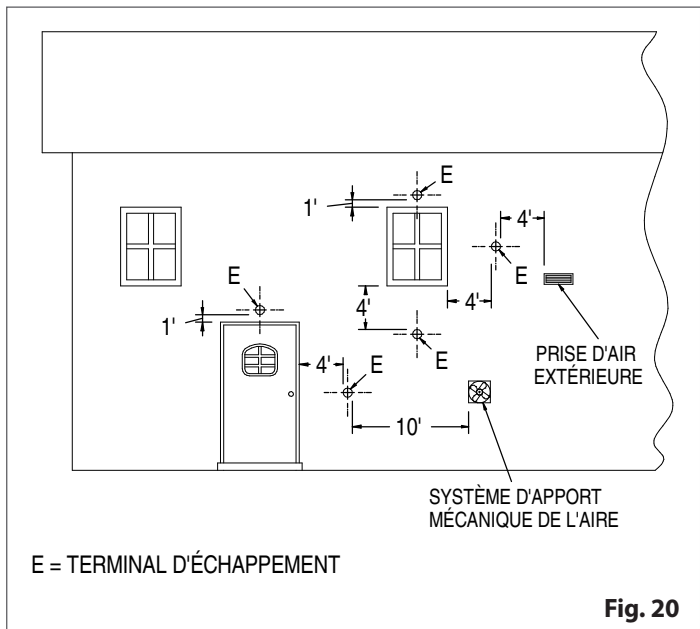 E
1'
4'
E
E
4'
4'
1'
E
4'
E
PRISE D'AIR
EXTÉRIEURE
10'
SYSTÈME D'APPORT
MÉCANIQUE DE L'AIRE
E = TERMINAL D'ÉCHAPPEMENT
Fig. 20